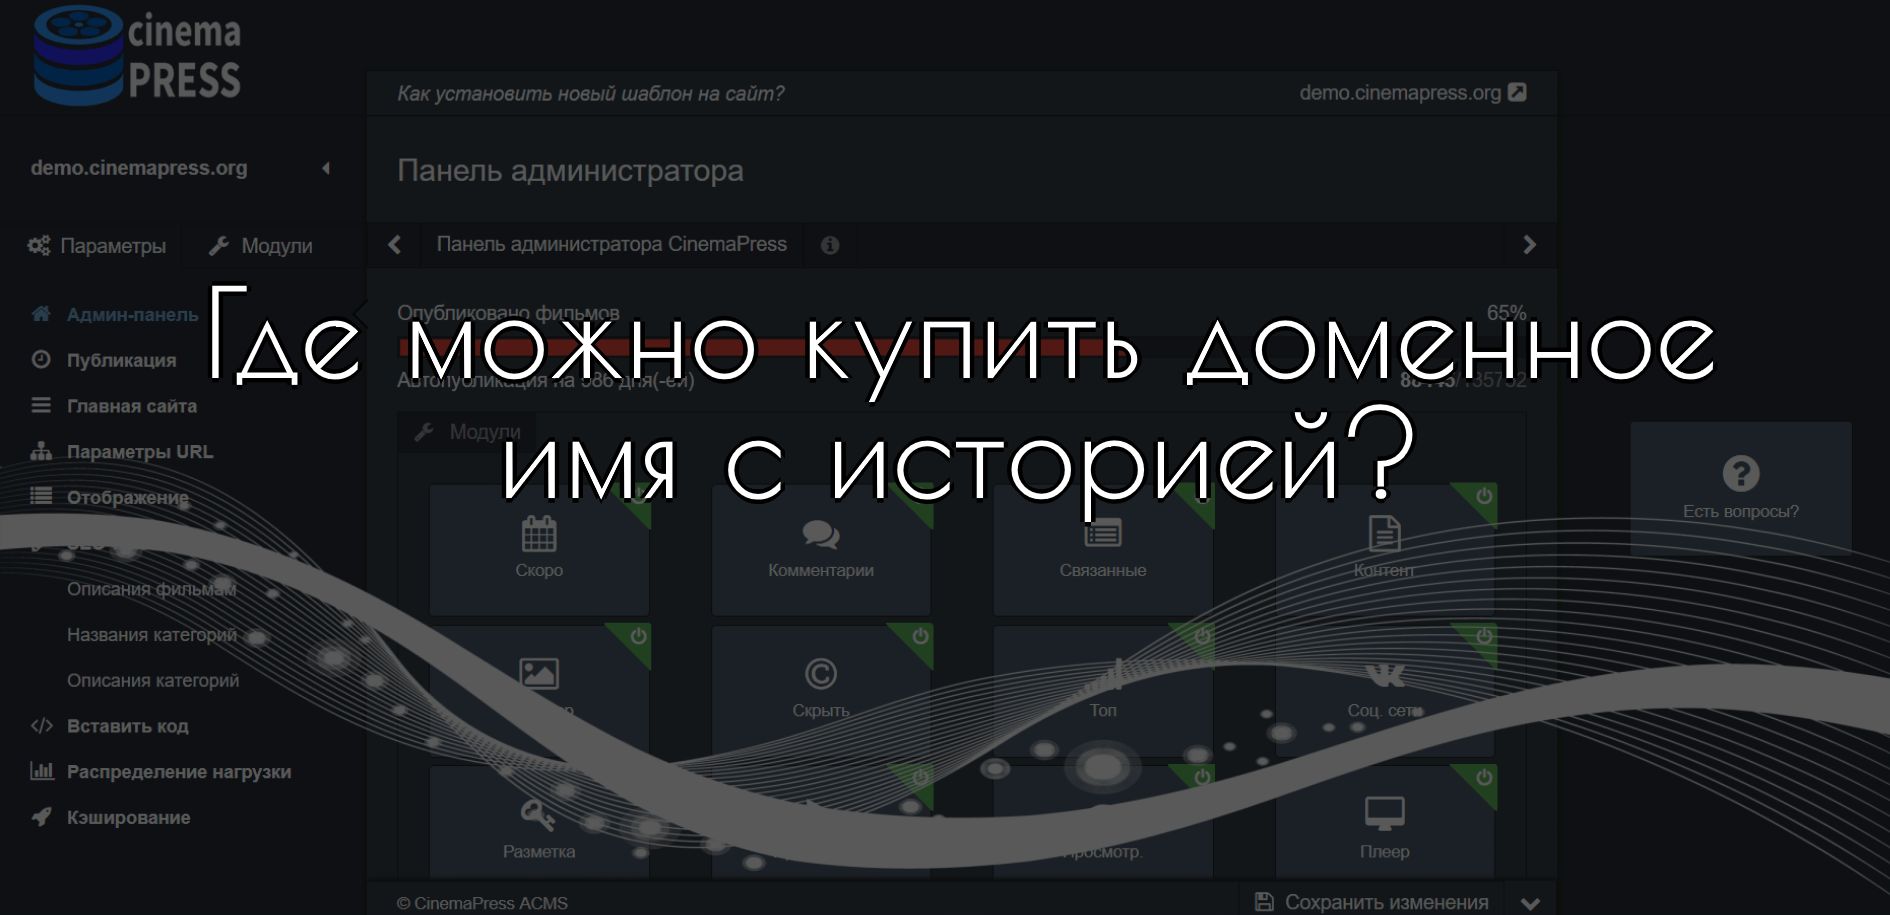 cinema
PRESS
Как установить новый шаблон на сайт?
demo.cinemapress.org
demo.cinemapress.org
Панель администратора
Параметры
Модули
Панель администратора CinemaPress
Где можно купить доменное
имя с историей?
Опубликовано фильмов
65%
Автопубликация на 986 дня(-ей)
Модули
Админ-панель
Публикация
Главная сайта
Параметры URL
Отображение
SEO
Описания фильмам
Названия категорий
Описания категорий
Вставить код
Распределение нагрузки
Кэширование
Скоро
Комментарии
Связанные
Контент
Есть вопросы?
Скрыть
Топ
Соц. сети
Разметка
Просмотр.
Плеер
© CinemaPress ACMS
Сохранить изменения